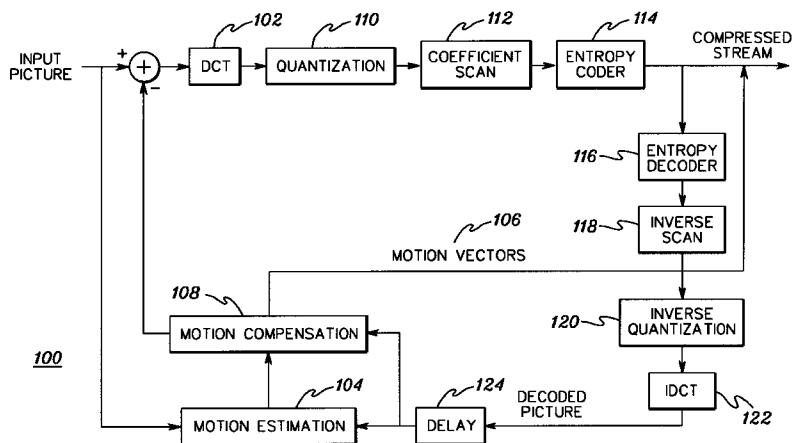 102
110
112
114
INPUT
PICTURE
+
+
−
DCT
QUANTIZATION
COEFFICIENT
SCAN
ENTROPY
CODER
COMPRESSED
STREAM
116
ENTROPY
DECODER
118
INVERSE
SCAN
106
MOTION VECTORS
108
MOTION COMPENSATION
120
INVERSE
QUANTIZATION
100
104
MOTION ESTIMATION
124
DELAY
DECODED
PICTURE
IDCT
122